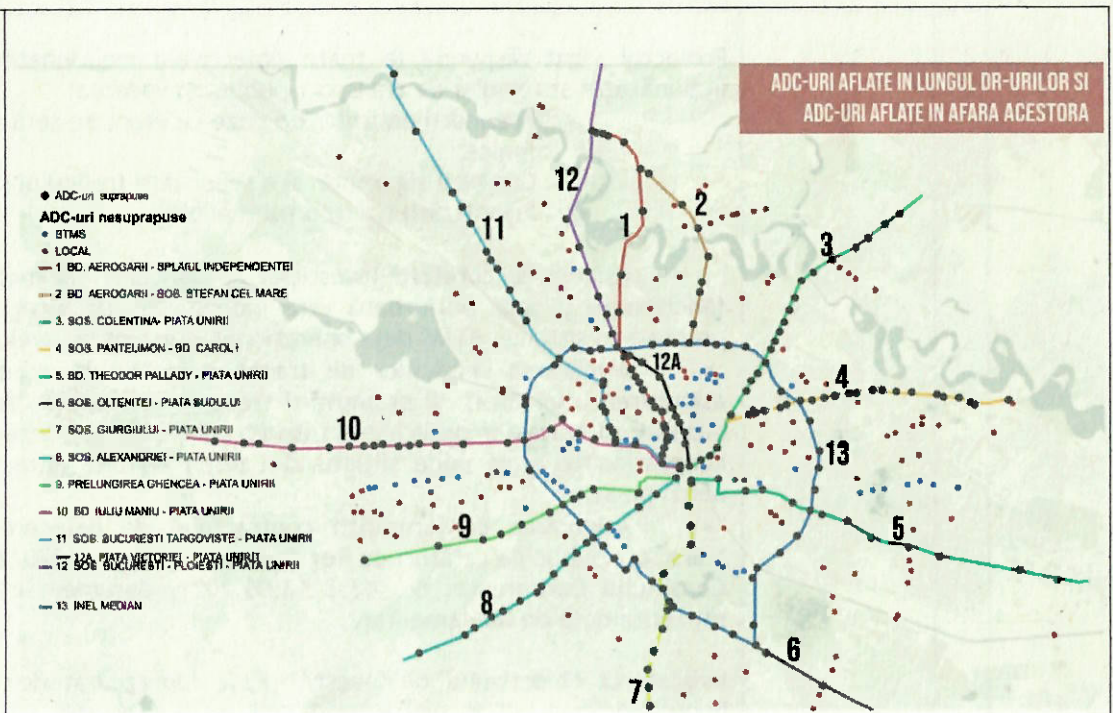 ADC-URI AFLATE IN LUNGUL DR-URILOR SI
ADC-URI AFLATE IN AFARA ACESTORA
ADC-uri suprapuse
ADC-uri nesuprapuse
BTMS
LOCAL
1 BD. AEROGARII - SPLAIUL INDEPENDENTEI
2 BD. AEROGARII - SOS. STEFAN CEL MARE
3. SOS. COLENTINA- PIATA UNIRII
4 SOS. PANTELIMON - BD. CAROL I
5. BD. THEODOR PALLADY - PIATA UNIRII
6. SOS. OLTENITEI - PIATA SUDULUI
7 SOS. GIURGIULUI - PIATA UNIRII
8. SOS. ALEXANDRIEI - PIATA UNIRII
9. PRELUNGIREA GHENCEA - PIATA UNIRII
10 BD. IULIU MANIU - PIATA UNIRII
11 SOS. BUCURESTI TARGOVISTE - PIATA UNIRII
12A. PIATA VICTORIEI - PIATA UNIRII
12 SOS. BUCURESTI - PLOIESTI - PIATA UNIRII
13 INEL MEDIAN
12
1
2
11
3
12A
4
10
13
9
5
8
6
7